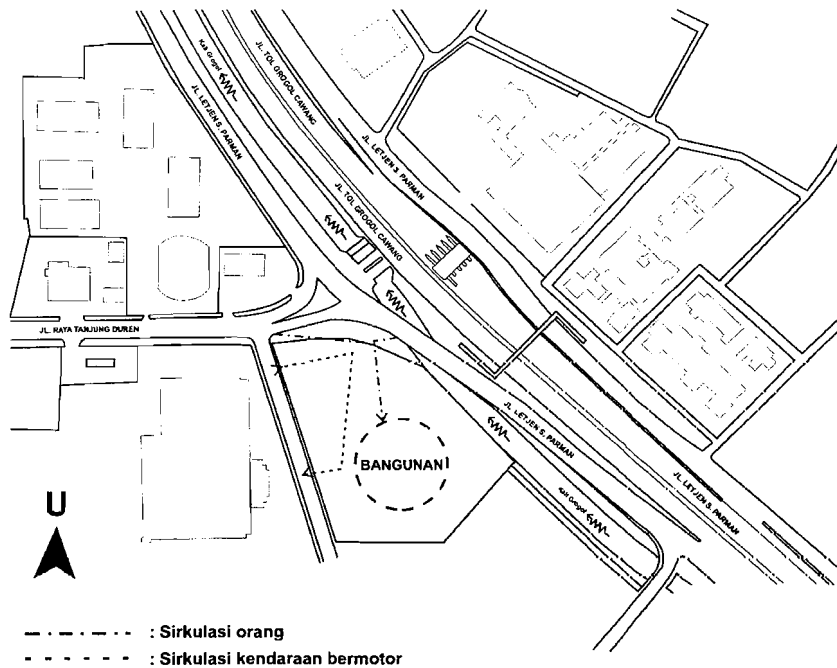 Kali Grogol
JL. TOL GROGOL CAWANG
JL. LETJEN S. PARMAN
JL. LETJEN S. PARMAN
JL. TOL GROGOL CAWANG
JL. RAYA TANJUNG DUREN
JL. LETJEN S. PARMAN
BANGUNAN
Kali Grogol
JL. LETJEN S. PARMAN
U
: Sirkulasi orang
: Sirkulasi kendaraan bermotor